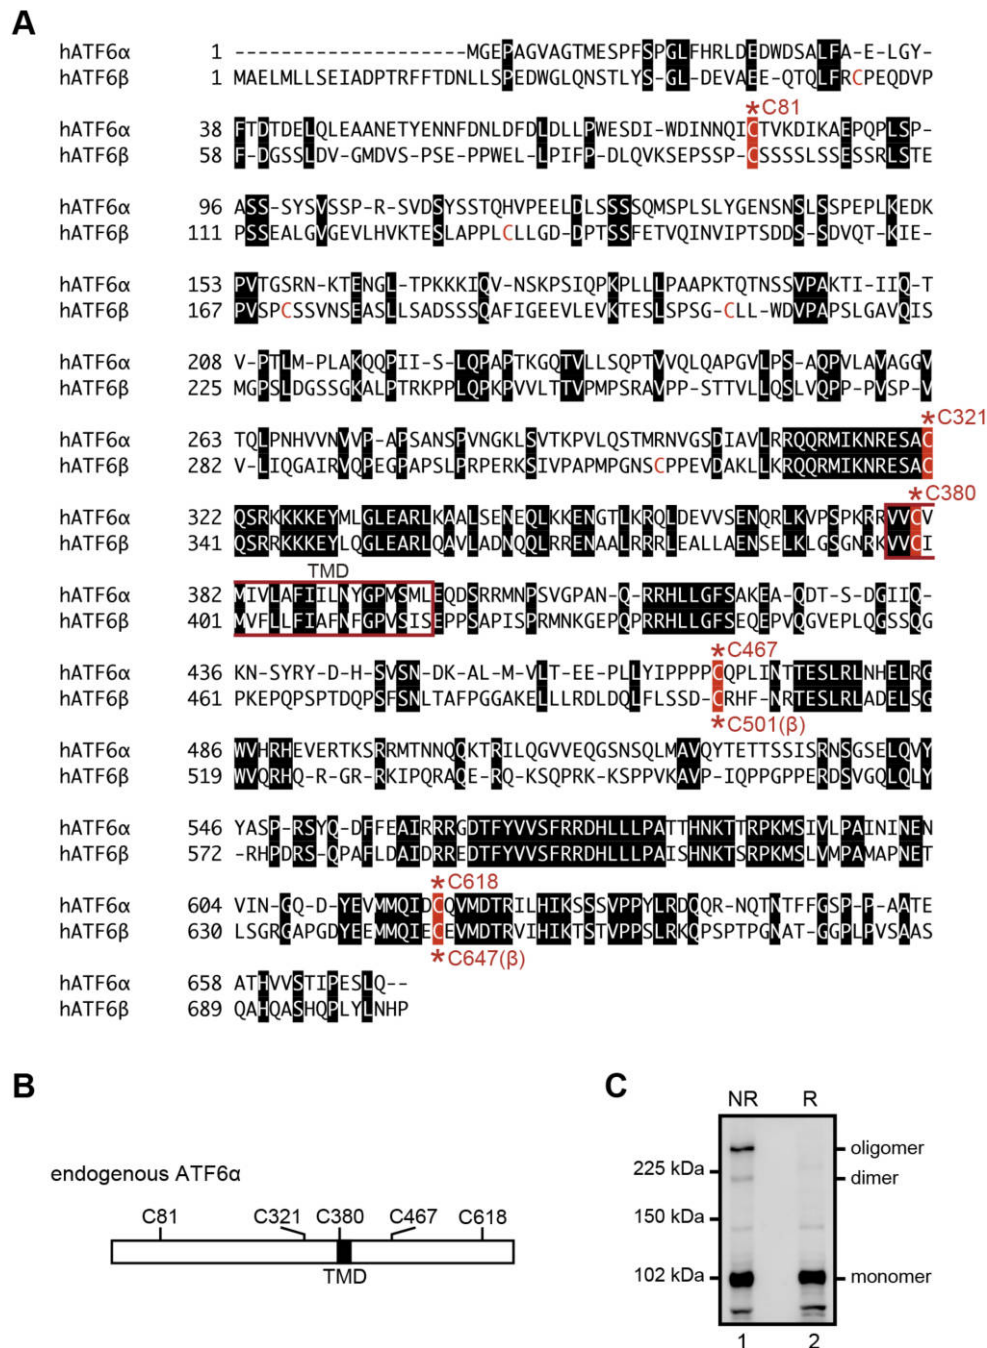 A
hATF6α 1 --------------------MGEPAGVAGTMESPFSPGLFHRLDEDWDSALFA-E-LGY-
hATF6β 1 MAELMLLSEIADPTRFFTDNLLSPEDWGLQNSTLYS-GL-DEVAEE-QTQLFRCPEQDVP
*C81
hATF6α 38 FTDTDELQLEAANETYENNFDNLDFDLDLLPWESDI-WDINNQICTVKDIKAEPQPLSP-
hATF6β 58 F-DGSSLDV-GMDVS-PSE-PPWEL-LPIFP-DLQVKSEPSSP-CSSSSLSSESSRLSTE
hATF6α 96 ASS-SYSVSSP-R-SVDSYSSTQHVPEELDLSSSSQMSPLSLYGENSNSLSSPEPLKEDK
hATF6β 111 PSSEALGVGEVLHVKTESLAPPLCLLGD-DPTSSFETVQINVIPTSDDS-SDVQT-KIE-
hATF6α 153 PVTGSRN-KTENGL-TPKKKIQV-NSKPSIQPKPLLLPAAPKTQTNSSVPAKTI-IIQ-T
hATF6β 167 PVSPCSSVNSEASLLSADSSSQAFIGEEVLEVKTESLSPSG-CLL-WDVPAPSLGAVQIS
hATF6α 208 V-PTLM-PLAKQQPII-S-LQPAPTKGQTVLLSQPTVVQLQAPGVLPS-AQPVLAVAGGV
hATF6β 225 MGPSLDGSSGKALPTRKPPLQPKPVVLTTVPMPSRAVPP-STTVLLQSLVQPP-PVSP-V
*C321
hATF6α 263 TQLPNHVVNVVP-APSANSPVNGKLSVTKPVLQSTMRNVGSDIAVLRRQQRMIKNRESAC
hATF6β 282 V-LIQGAIRVQPEGPAPSLPRPERKSIVPAPMPGNSCPPEVDAKLLKRQQRMIKNRESAC
*C380
hATF6α 322 QSRKKKKEYMLGLEARLKAALSENEQLKKENGTLKRQLDEVVSENQRLKVPSPKRRVVCV
hATF6β 341 QSRRKKKEYLQGLEARLQAVLADNQQLRRENAALRRRLEALLAENSELKLGSGNRKVVCI
TMD
hATF6α 382 MIVLAFIILNYGPMSMLEQDSRRMNPSVGPAN-Q-RRHLLGFSAKEA-QDT-S-DGIIQ-
hATF6β 401 MVFLLFIAFNFGPVSISEPPSAPISPRMNKGEPQPRRHLLGFSEQEPVQGVEPLQGSSQG
*C467
hATF6α 436 KN-SYRY-D-H-SVSN-DK-AL-M-VLT-EE-PLLYIPPPPCQPLINTTESLRLNHELRG
hATF6β 461 PKEPQPSPTDQPSFSNLTAFPGGAKELLLRDLDQLFLSSD-CRHF-NRTESLRLADELSG
*C501(β)
hATF6α 486 WVHRHEVERTKSRRMTNNQQKTRILQGVVEQGSNSQLMAVQYTETTSSISRNSGSELQVY
hATF6β 519 WVQRHQ-R-GR-RKIPQRAQE-RQ-KSQPRK-KSPPVKAVP-IQPPGPPERDSVGQLQLY
hATF6α 546 YASP-RSYQ-DFFEAIRRRGDTFYVVSFRRDHLLLPATTHNKTTRPKMSIVLPAININEN
hATF6β 572 -RHPDRS-QPAFLDAIDRREDTFYVVSFRRDHLLLPAISHNKTSRPKMSLVMPAMAPNET
*C618
hATF6α 604 VIN-GQ-D-YEVMMQIDCQVMDTRILHIKSSSVPPYLRDQQR-NQTNTFFGSP-P-AATE
hATF6β 630 LSGRGAPGDYEEMMQIECEVMDTRVIHIKTSTVPPSLRKQPSPTPGNAT-GGPLPVSAAS
*C647(β)
hATF6α 658 ATHVVSTIPESLQ--
hATF6β 689 QAHQASHQPLYLNHP
B
endogenous ATF6α
C81 C321 C380 C467 C618
TMD
C
NR R
oligomer
225 kDa
dimer
150 kDa
102 kDa monomer
1 2